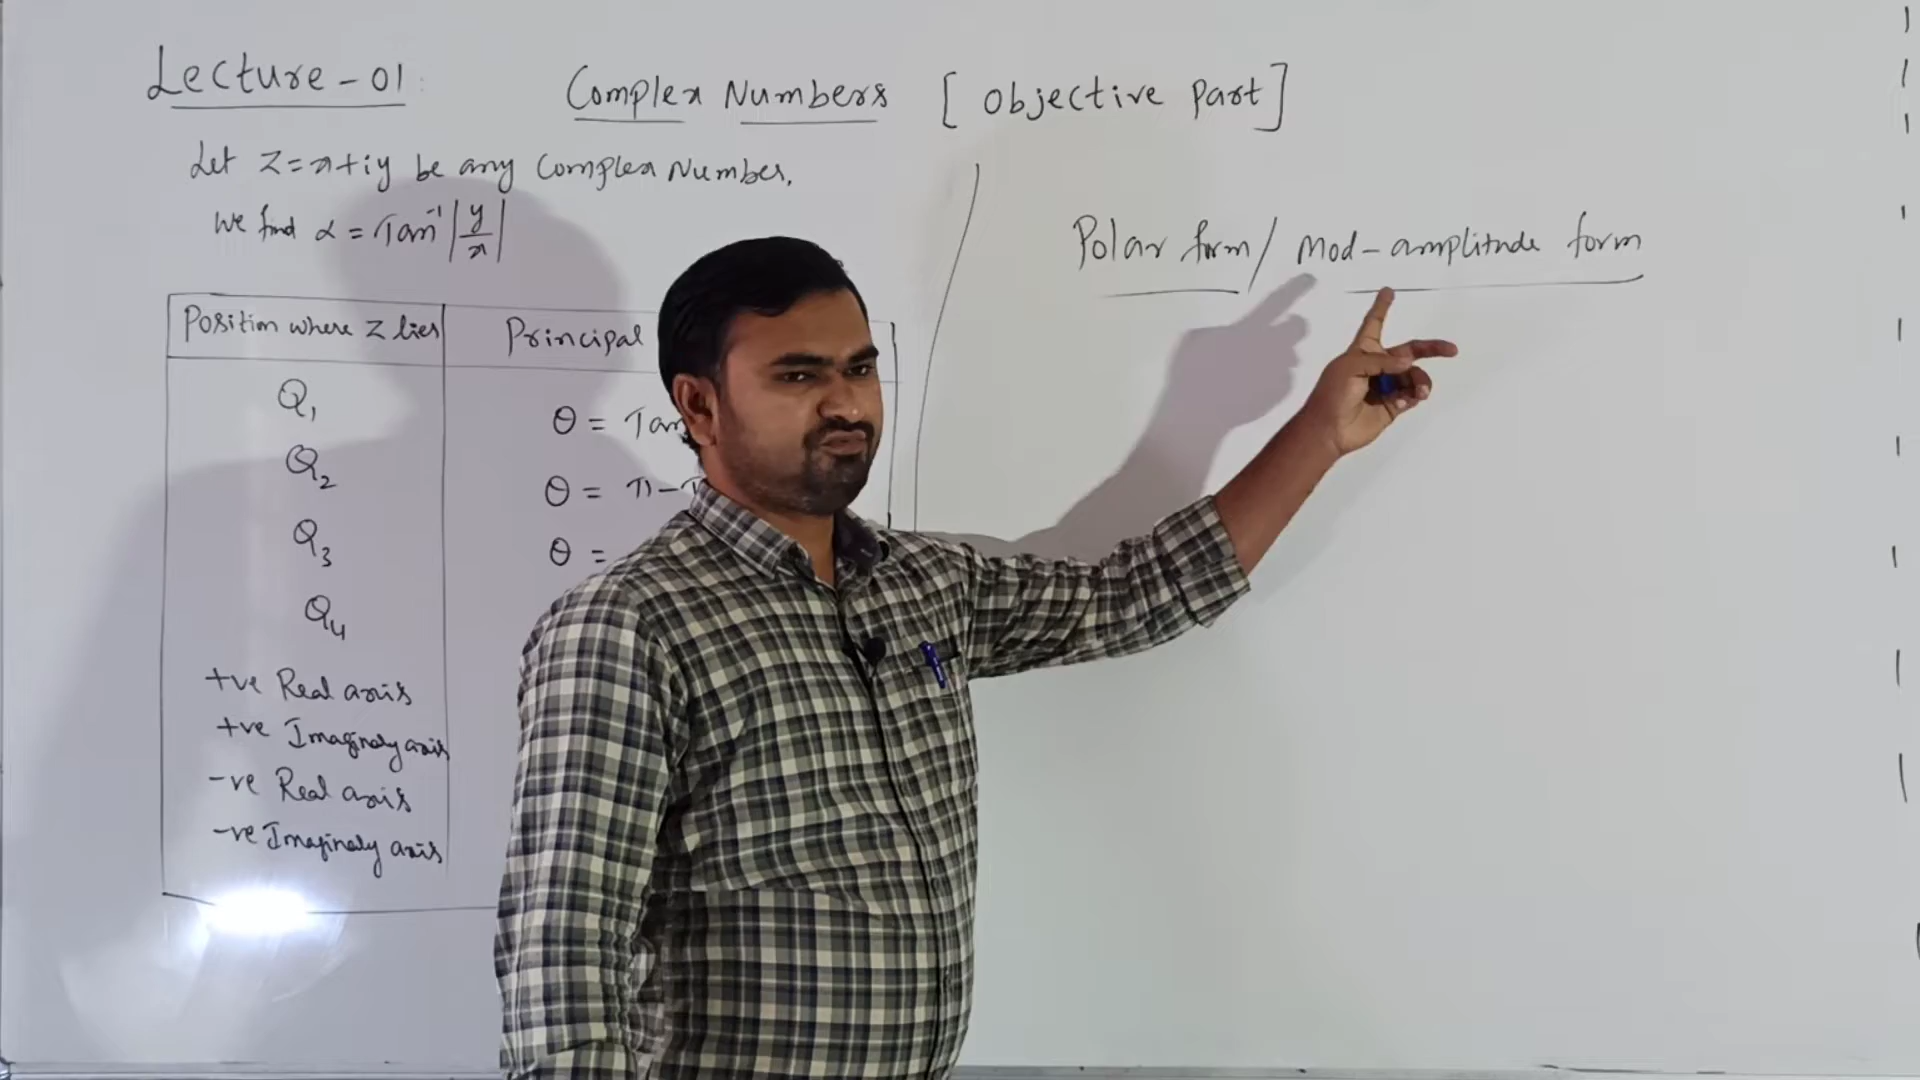 Lecture-01
Complex Numbers [Objective Part]
Let z=x+iy be any Complex Number.
We find α = Tan⁻¹|y/x|
Position where z lies
Principal
Q₁
θ = Tan
Q₂
θ = π-
Q₃
θ =
Q₄
+ve Real axis
+ve Imaginaly axis
-ve Real axis
-ve Imaginaly axis
Polar form/ Mod-amplitude form